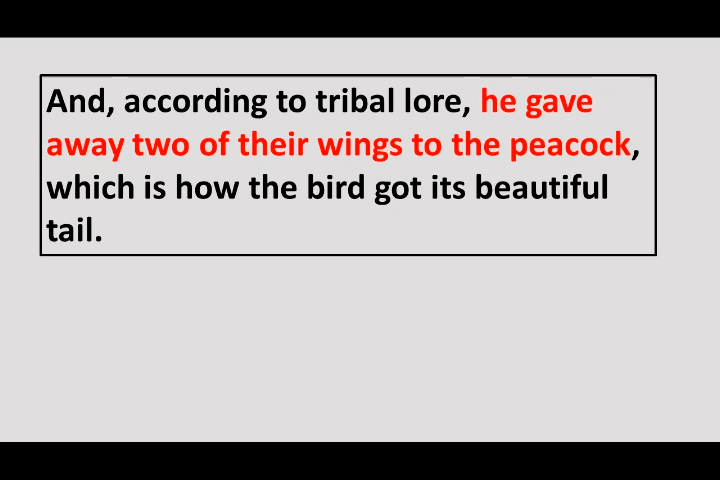 And, according to tribal lore, he gave
away two of their wings to the peacock,
which is how the bird got its beautiful
tail.